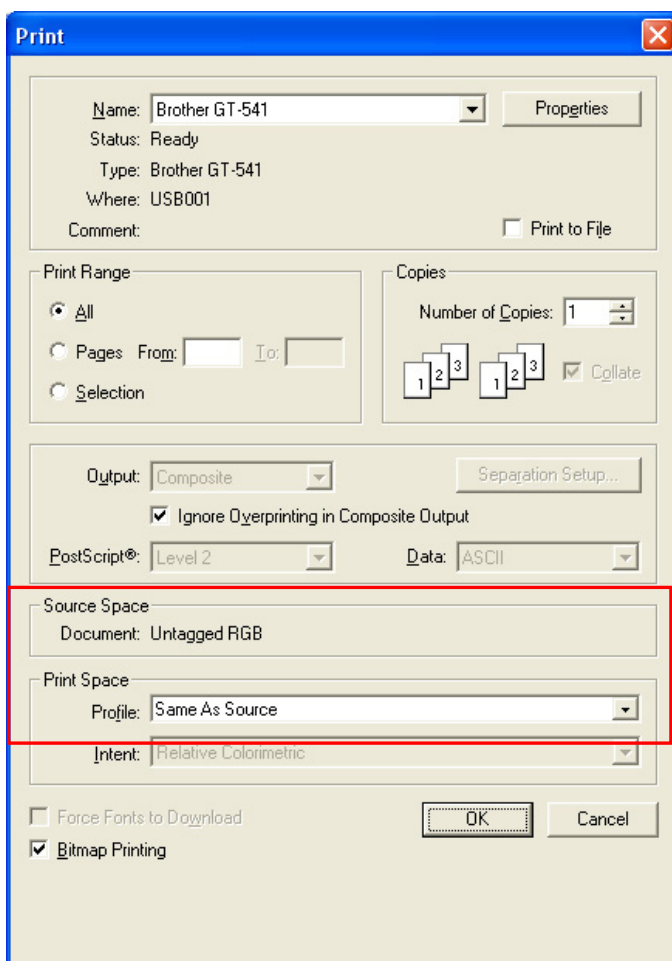 Print
Name: Brother GT-541 Properties
Status: Ready
Type: Brother GT-541
Where: USB001
Comment: Print to File
Print Range
All
Pages From: To:
Selection
Copies
Number of Copies: 1
1 2 3 1 2 3 Collate
Output: Composite Separation Setup...
Ignore Overprinting in Composite Output
PostScript®: Level 2 Data: ASCII
Source Space
Document: Untagged RGB
Print Space
Profile: Same As Source
Intent: Relative Colorimetric
Force Fonts to Download OK Cancel
Bitmap Printing